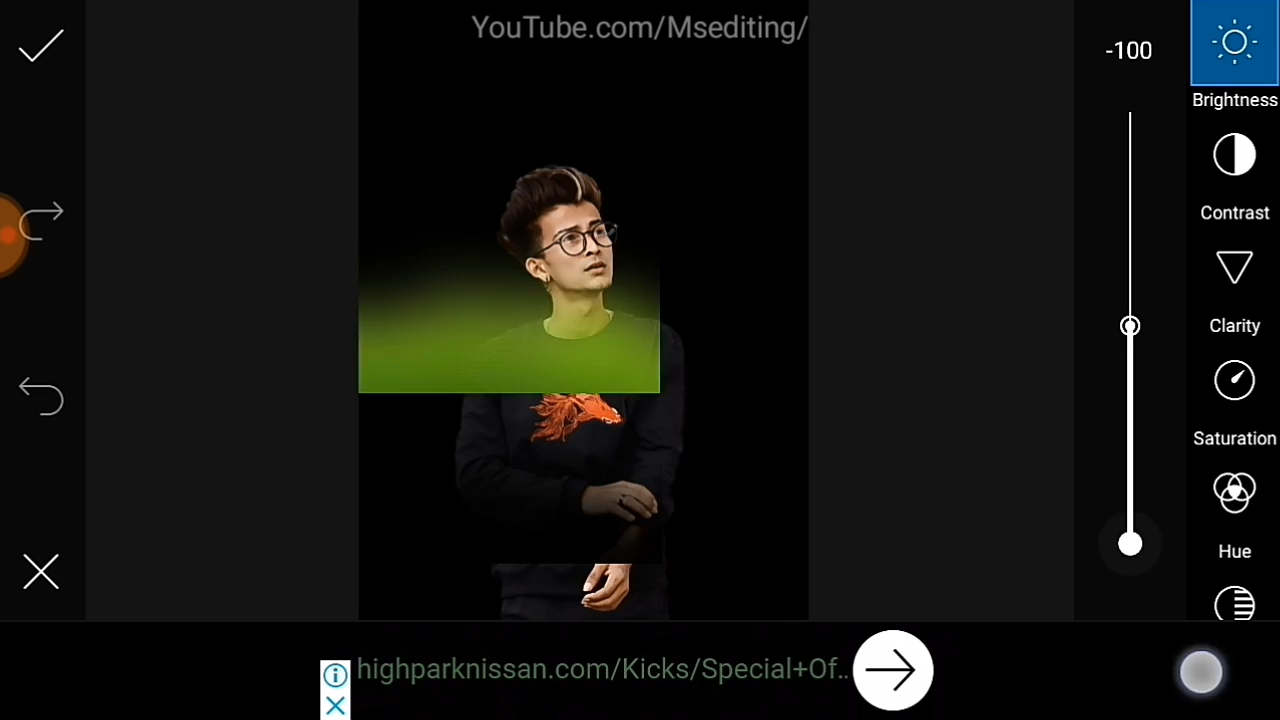 YouTube.com/Msediting/
-100
Brightness
Contrast
Clarity
Saturation
Hue
highparknissan.com/Kicks/Special+Of..